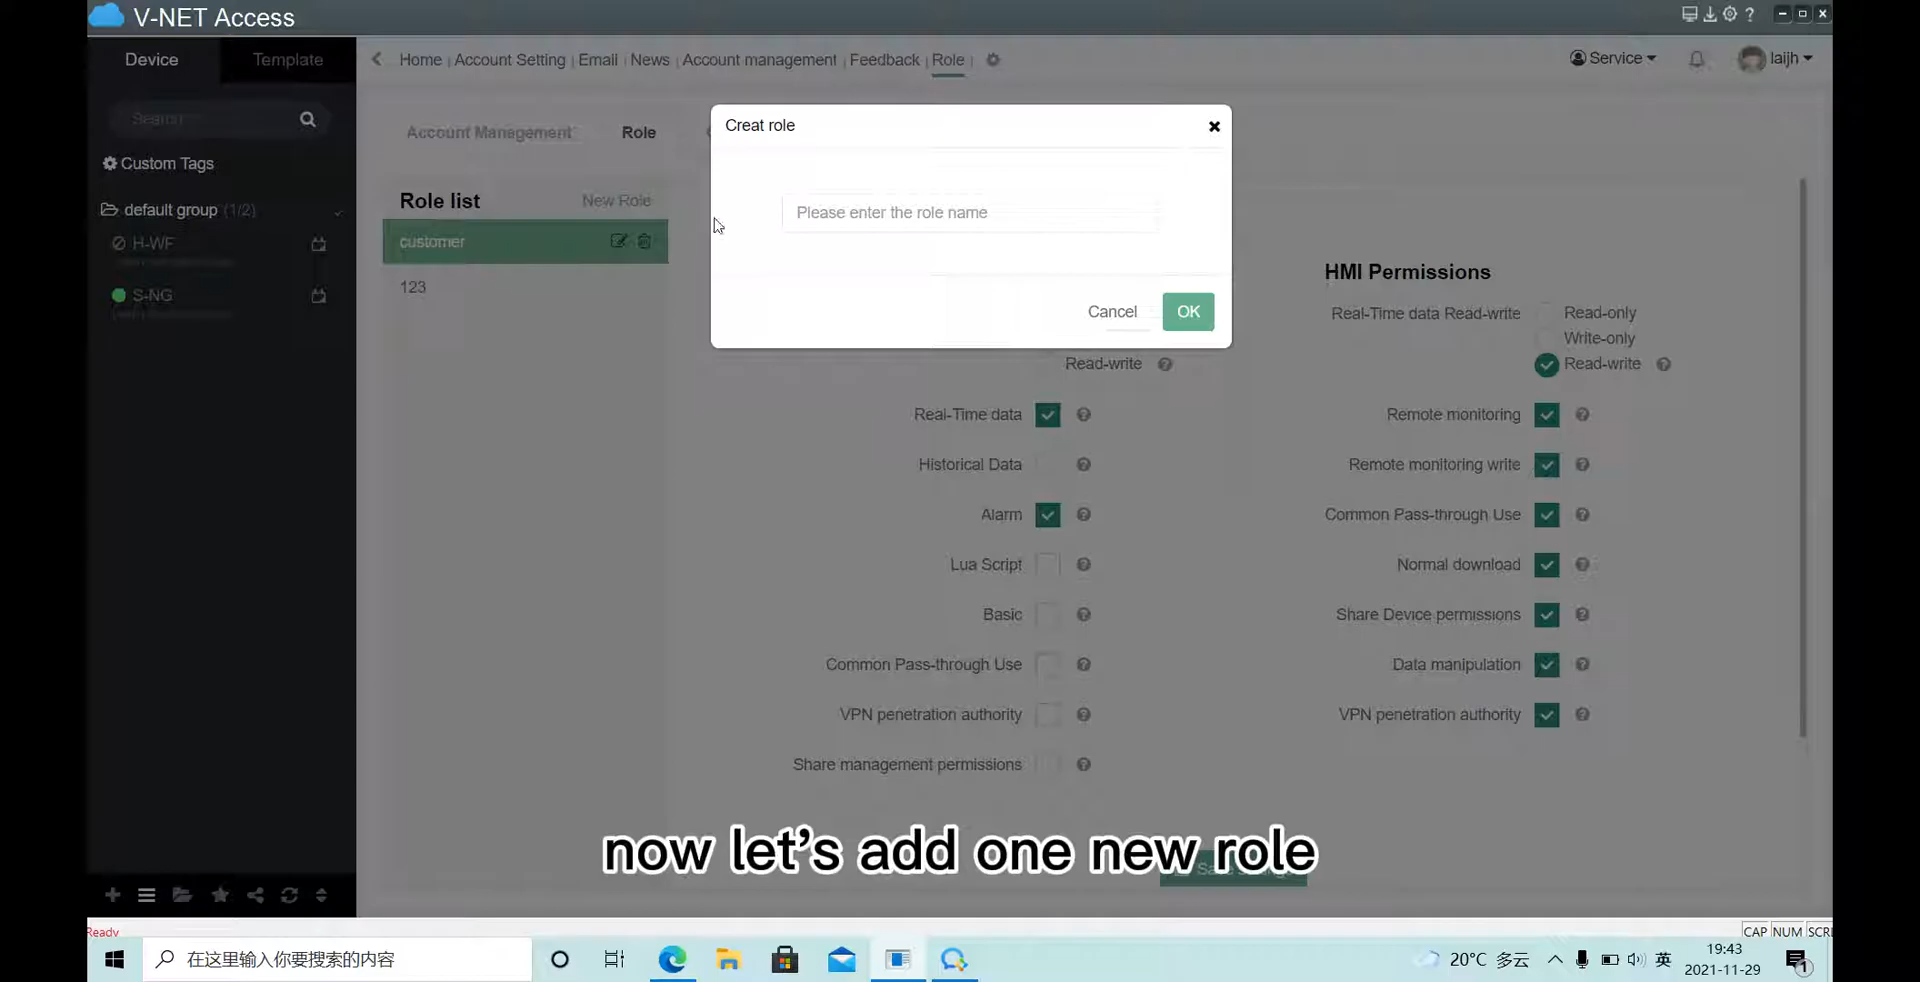 V-NET Access
Device
Template
Home
Account Setting
Email
News
Account management
Feedback
Role
Service
laijh
Search
Custom Tags
default group (1/2)
H-WF
S-NG
Account Management
Role
Role list
New Role
customer
123
Creat role
Please enter the role name
Cancel
OK
Read-write
Real-Time data
Historical Data
Alarm
Lua Script
Basic
Common Pass-through Use
VPN penetration authority
Share management permissions
HMI Permissions
Real-Time data Read-write
Read-only
Write-only
Read-write
Remote monitoring
Remote monitoring write
Common Pass-through Use
Normal download
Share Device permissions
Data manipulation
VPN penetration authority
now let's add one new role
Ready
CAP NUM SCRL
在这里输入你要搜索的内容
20°C 多云
英
19:43
2021-11-29
1